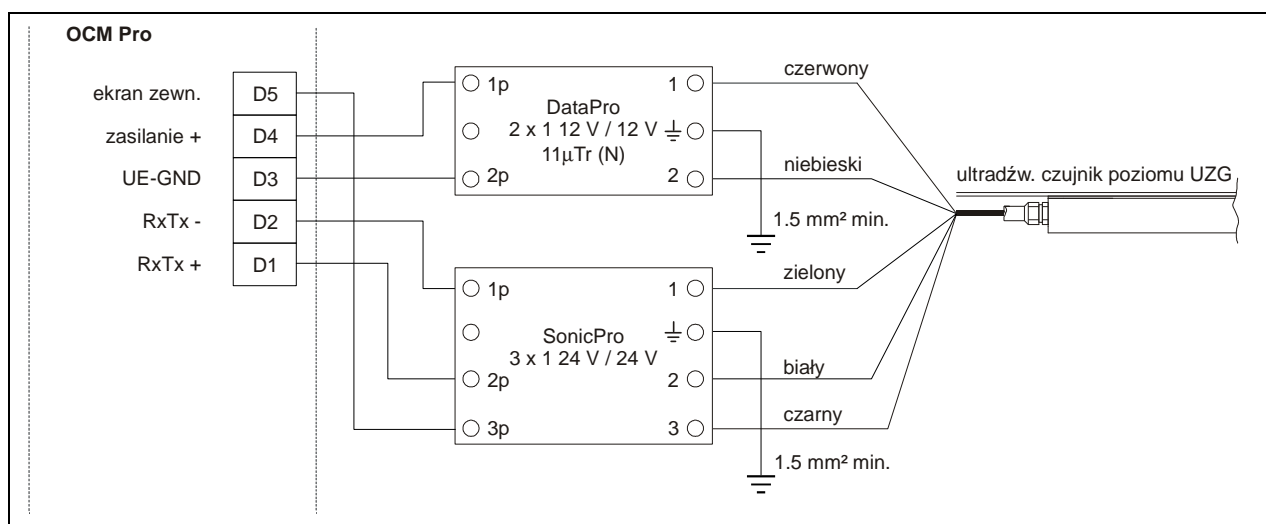 OCM Pro
ekran zewn. D5
zasilanie + D4
UE-GND D3
RxTx - D2
RxTx + D1
1p 1
DataPro
2 x 1 12 V / 12 V
11µTr (N)
2p 2
1.5 mm² min.
1p 1
SonicPro
3 x 1 24 V / 24 V
2p 2
3p 3
1.5 mm² min.
czerwony
niebieski
zielony
biały
czarny
ultradźw. czujnik poziomu UZG